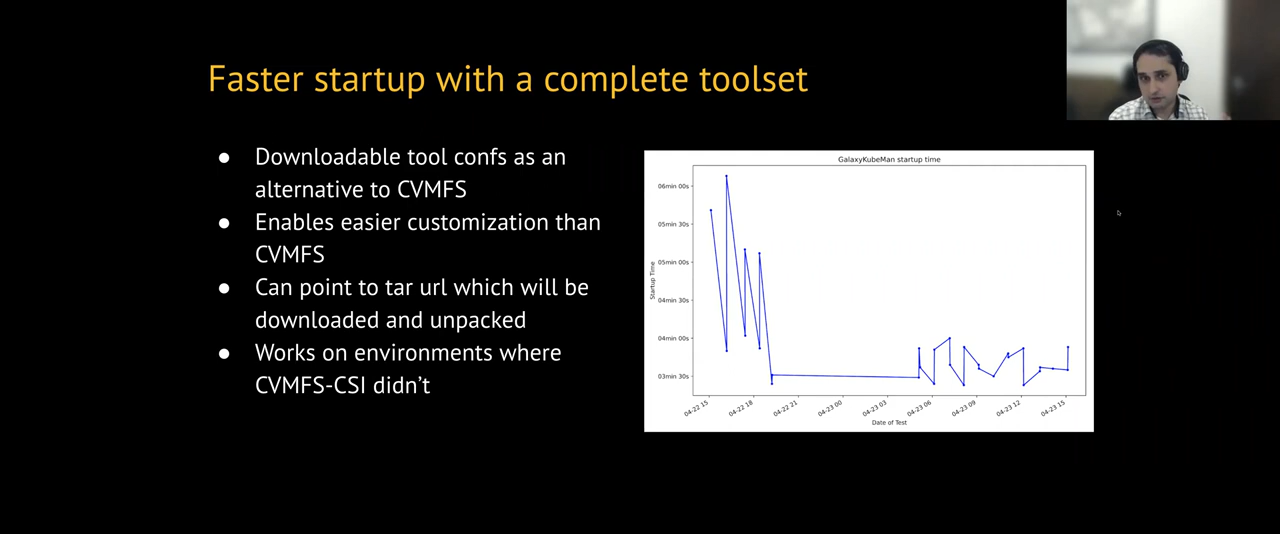 Faster startup with a complete toolset
● Downloadable tool confs as an
alternative to CVMFS
● Enables easier customization than
CVMFS
● Can point to tar url which will be
downloaded and unpacked
● Works on environments where
CVMFS-CSI didn't
GalaxyKubeMan startup time
06min 00s
05min 30s
05min 00s
04min 30s
04min 00s
03min 30s
Startup Time
04-22 15
04-22 18
04-22 21
04-23 00
04-23 03
04-23 06
04-23 09
04-23 12
04-23 15
Date of Test